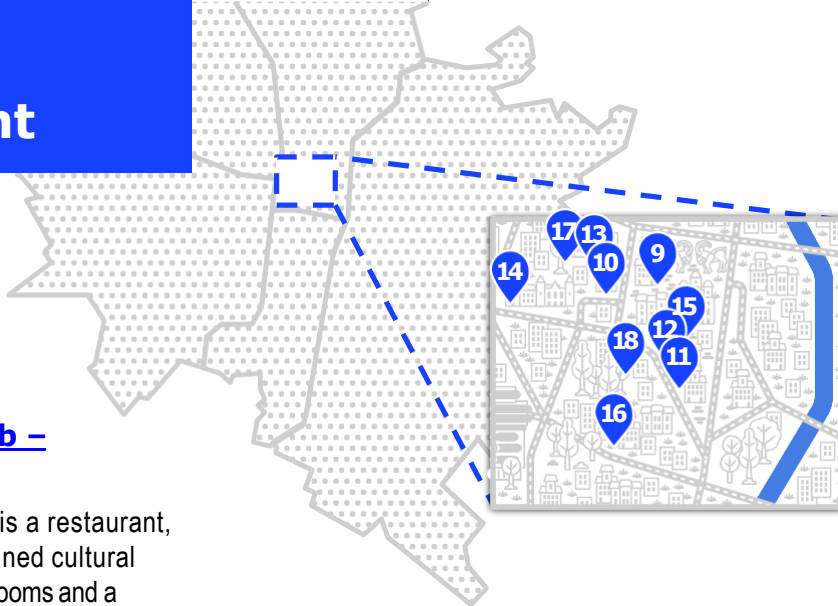 nt
17 13
10
9
14
15
12
18
11
16
b –
is a restaurant,
ned cultural
ooms and a